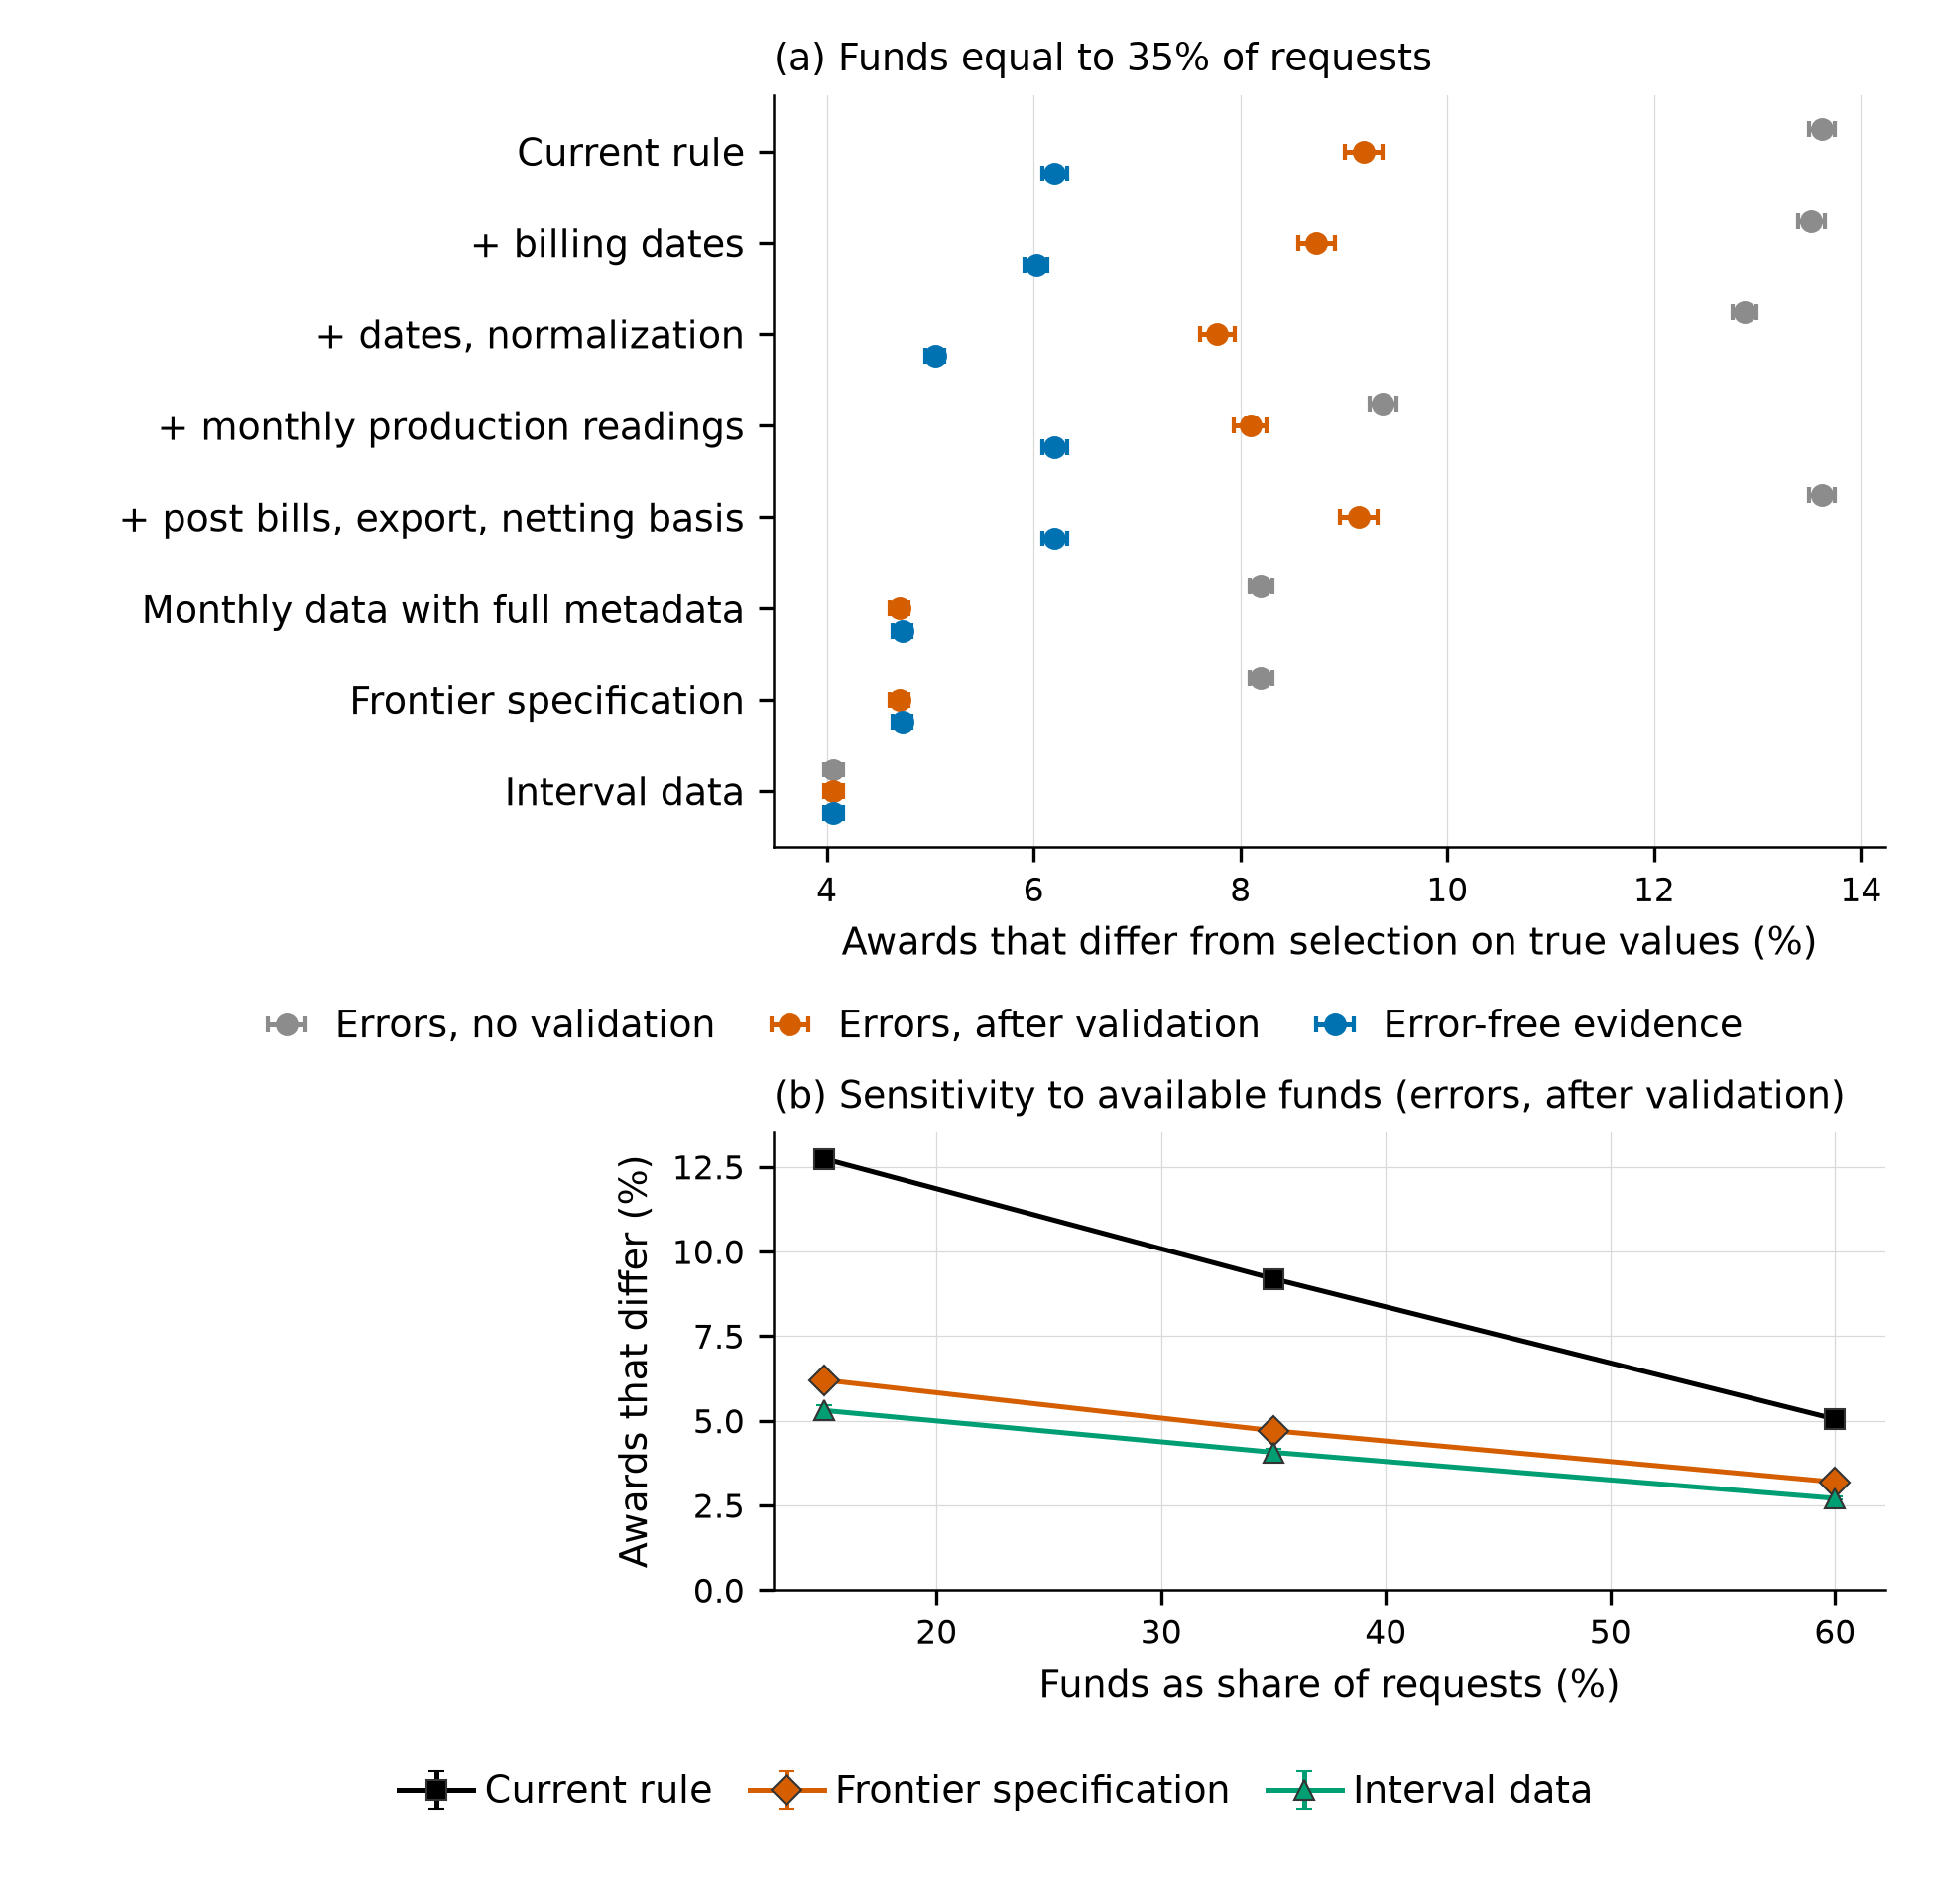 (a) Funds equal to 35% of requests
Current rule
+ billing dates
+ dates, normalization
+ monthly production readings
+ post bills, export, netting basis
Monthly data with full metadata
Frontier specification
Interval data
4 6 8 10 12 14
Awards that differ from selection on true values (%)
Errors, no validation Errors, after validation Error-free evidence
(b) Sensitivity to available funds (errors, after validation)
Awards that differ (%)
12.5
10.0
7.5
5.0
2.5
0.0
20 30 40 50 60
Funds as share of requests (%)
Current rule Frontier specification Interval data